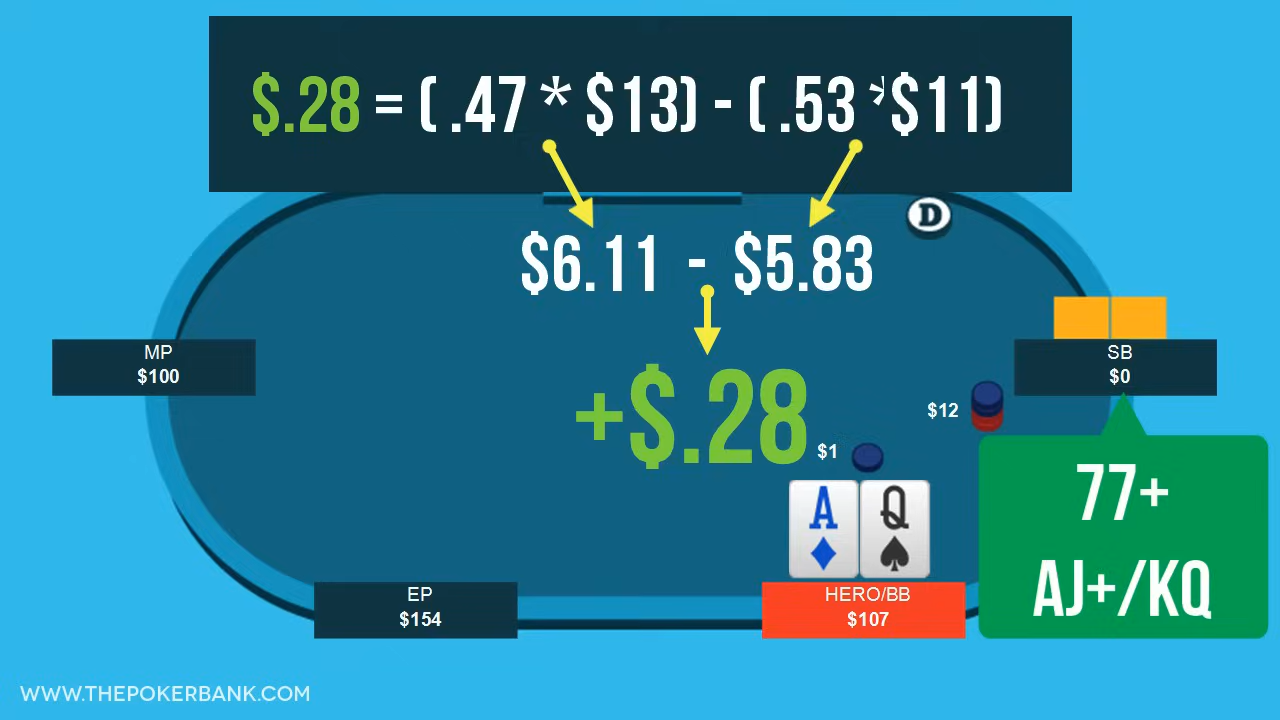 $.28 = ( .47 * $13) - ( .53 * $11)
$6.11 - $5.83
D
+$.28
MP
$100
SB
$0
$12
$1
77+
AJ+/KQ
A Q
EP
$154
HERO/BB
$107
WWW.THEPOKERBANK.COM